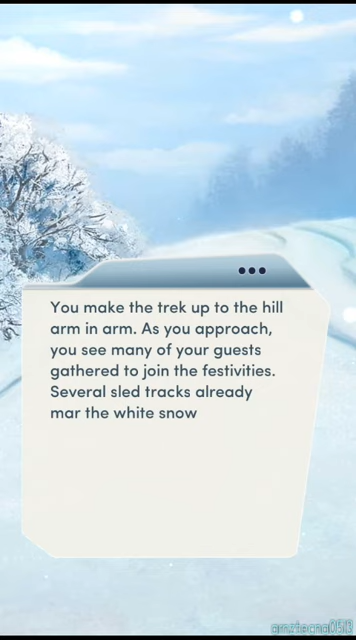 You make the trek up to the hill
arm in arm. As you approach,
you see many of your guests
gathered to join the festivities.
Several sled tracks already
mar the white snow